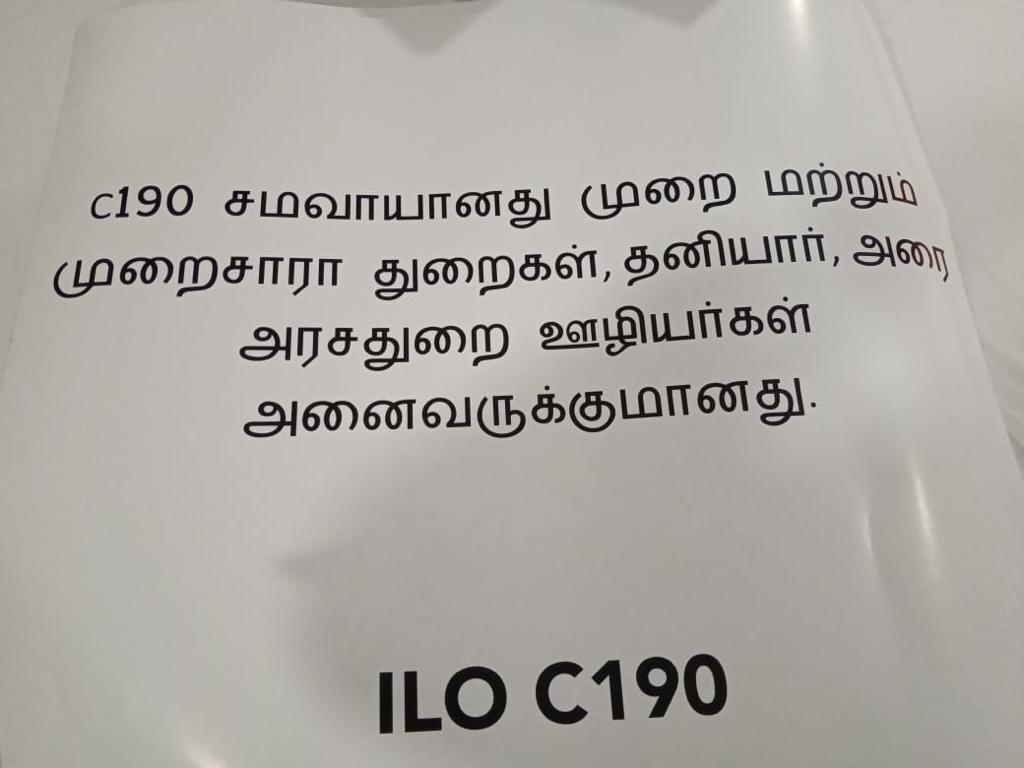 C190 சமவாயானது முறை மற்றும்
முறைசாரா துறைகள், தனியார், அரை
அரசதுறை ஊழியர்கள்
அனைவருக்குமானது.
ILO C190